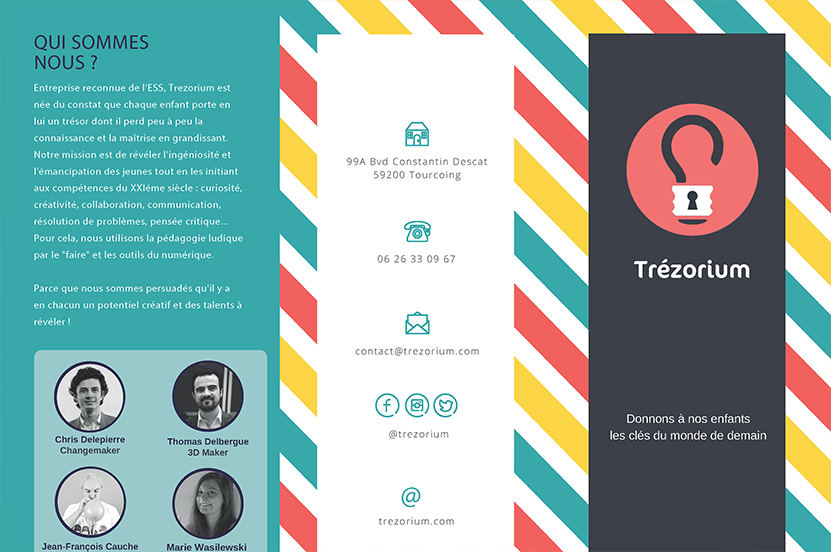 QUI SOMMES
NOUS ?
Entreprise reconnue de l'ESS, Trezorium est
née du constat que chaque enfant porte en
lui un trésor dont il perd peu à peu la
connaissance et la maîtrise en grandissant.
Notre mission est de révéler l'ingéniosité et
l'émancipation des jeunes tout en les initiant
aux compétences du XXIéme siècle : curiosité,
créativité, collaboration, communication,
résolution de problèmes, pensée critique...
Pour cela, nous utilisons la pédagogie ludique
par le "faire" et les outils du numérique.
Parce que nous sommes persuadés qu'il y a
en chacun un potentiel créatif et des talents à
révéler !
Chris Delepierre
Changemaker
Thomas Delbergue
3D Maker
Jean-François Cauche
Marie Wasilewski
99A Bvd Constantin Descat
59200 Tourcoing
06 26 33 09 67
contact@trezorium.com
@trezorium
@
trezorium.com
Trézorium
Donnons à nos enfants
les clés du monde de demain